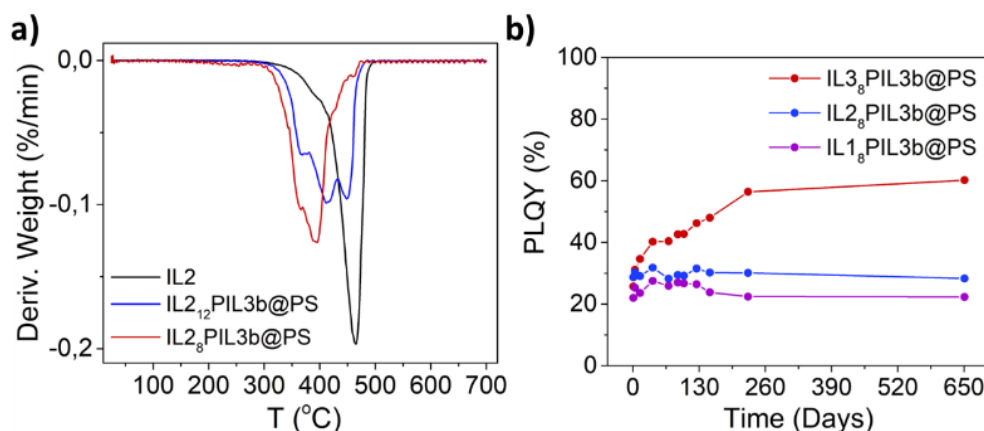 a)
0,0
-0,1
-0,2
Deriv. Weight (%/min)
IL2
IL2₁₂PIL3b@PS
IL2₈PIL3b@PS
100 200 300 400 500 600 700
T (°C)
b)
100
80
60
40
20
0
PLQY (%)
IL3₈PIL3b@PS
IL2₈PIL3b@PS
IL1₈PIL3b@PS
0 130 260 390 520 650
Time (Days)